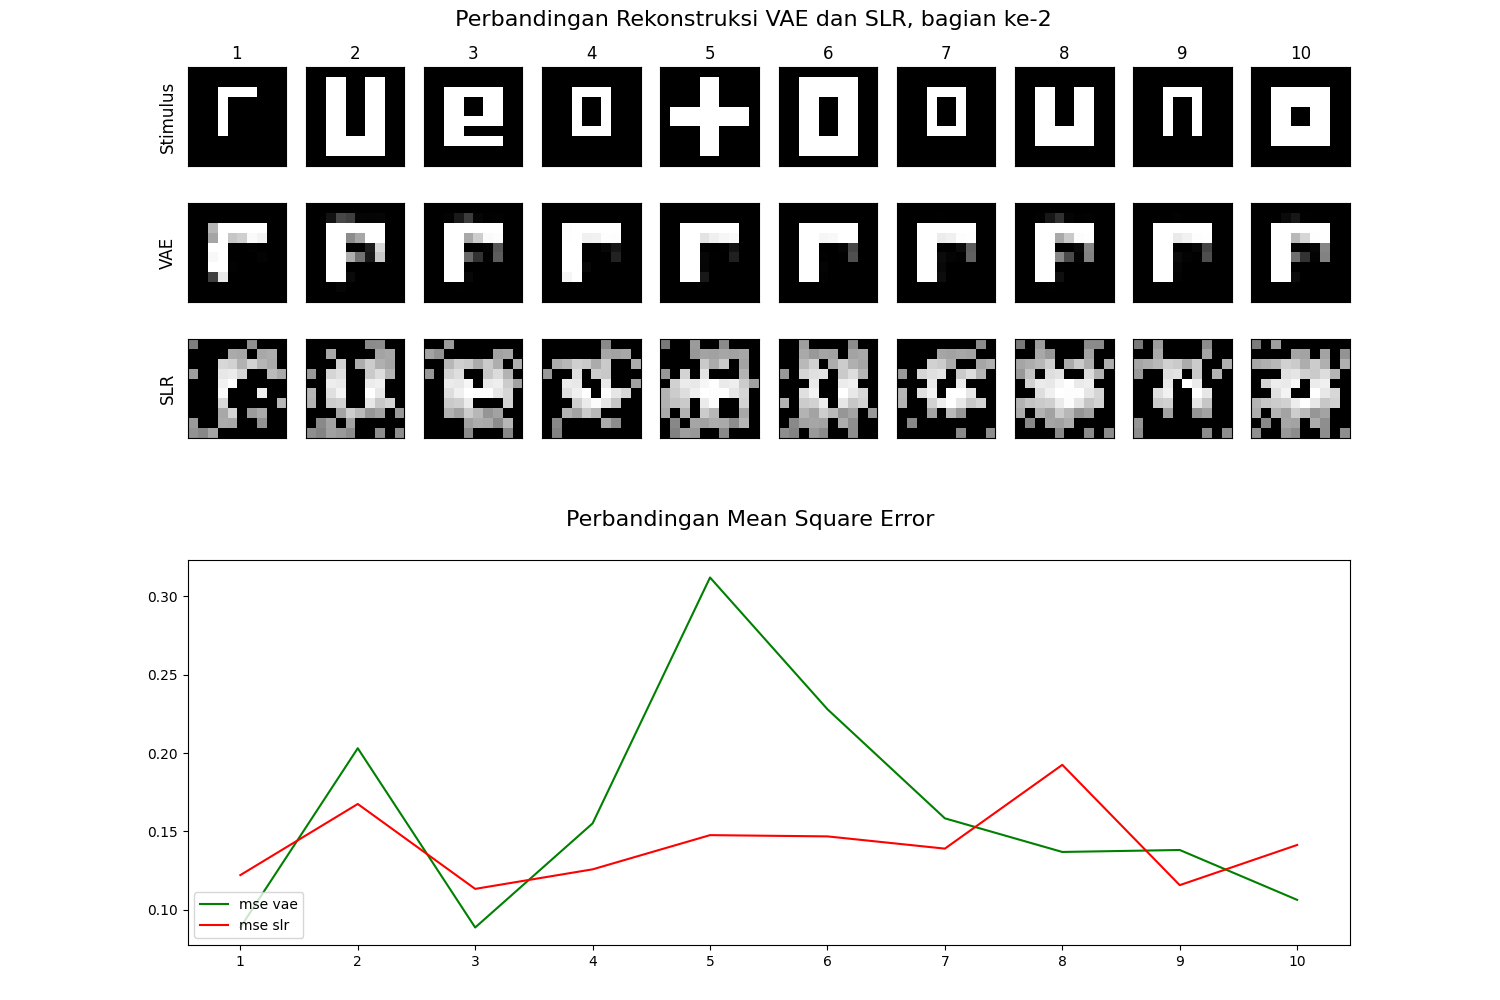 Perbandingan Rekonstruksi VAE dan SLR, bagian ke-2
1 2 3 4 5 6 7 8 9 10
Stimulus
r u e o + 0 o u n o
VAE
SLR
Perbandingan Mean Square Error
0.30
0.25
0.20
0.15
0.10
mse vae
mse slr
1 2 3 4 5 6 7 8 9 10